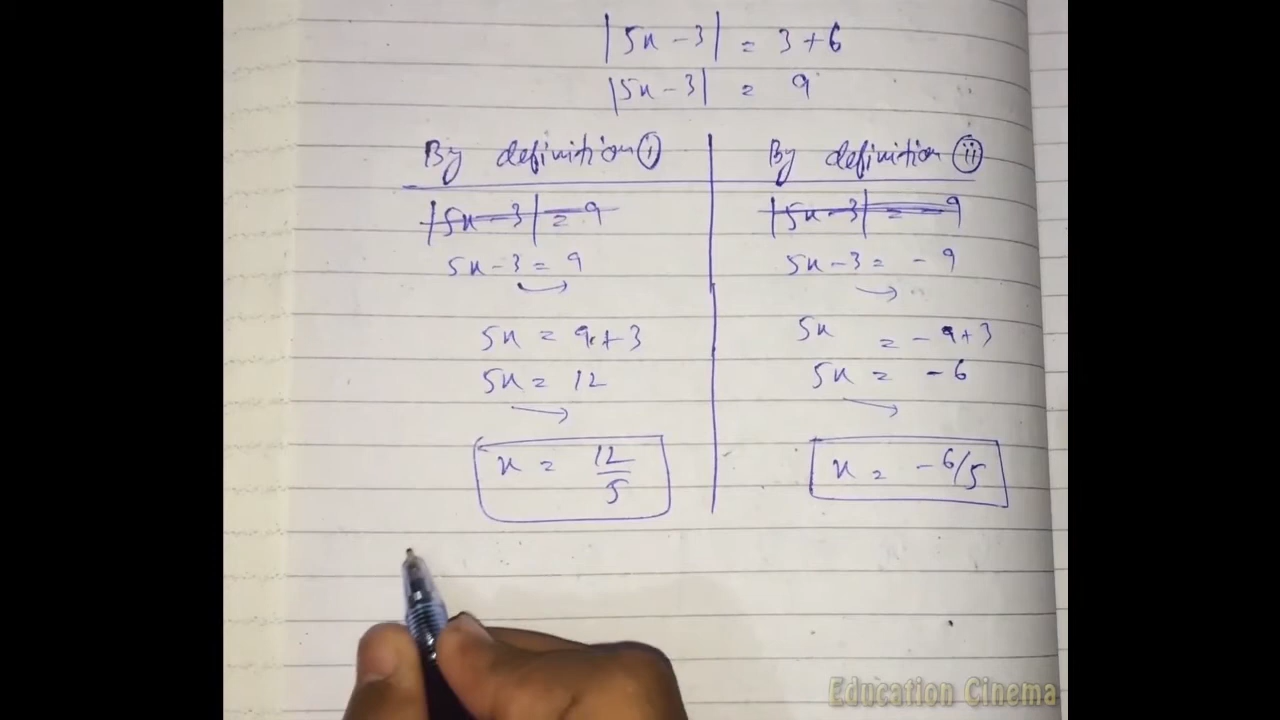 |5x - 3| = 3 + 6
|5x - 3| = 9
By definition (i)
|5x - 3| = 9
5x - 3 = 9
5x = 9 + 3
5x = 12
x = 12/5
By definition (ii)
|5x - 3| = - 9
5x - 3 = - 9
5x = - 9 + 3
5x = - 6
x = - 6/5
Education Cinema